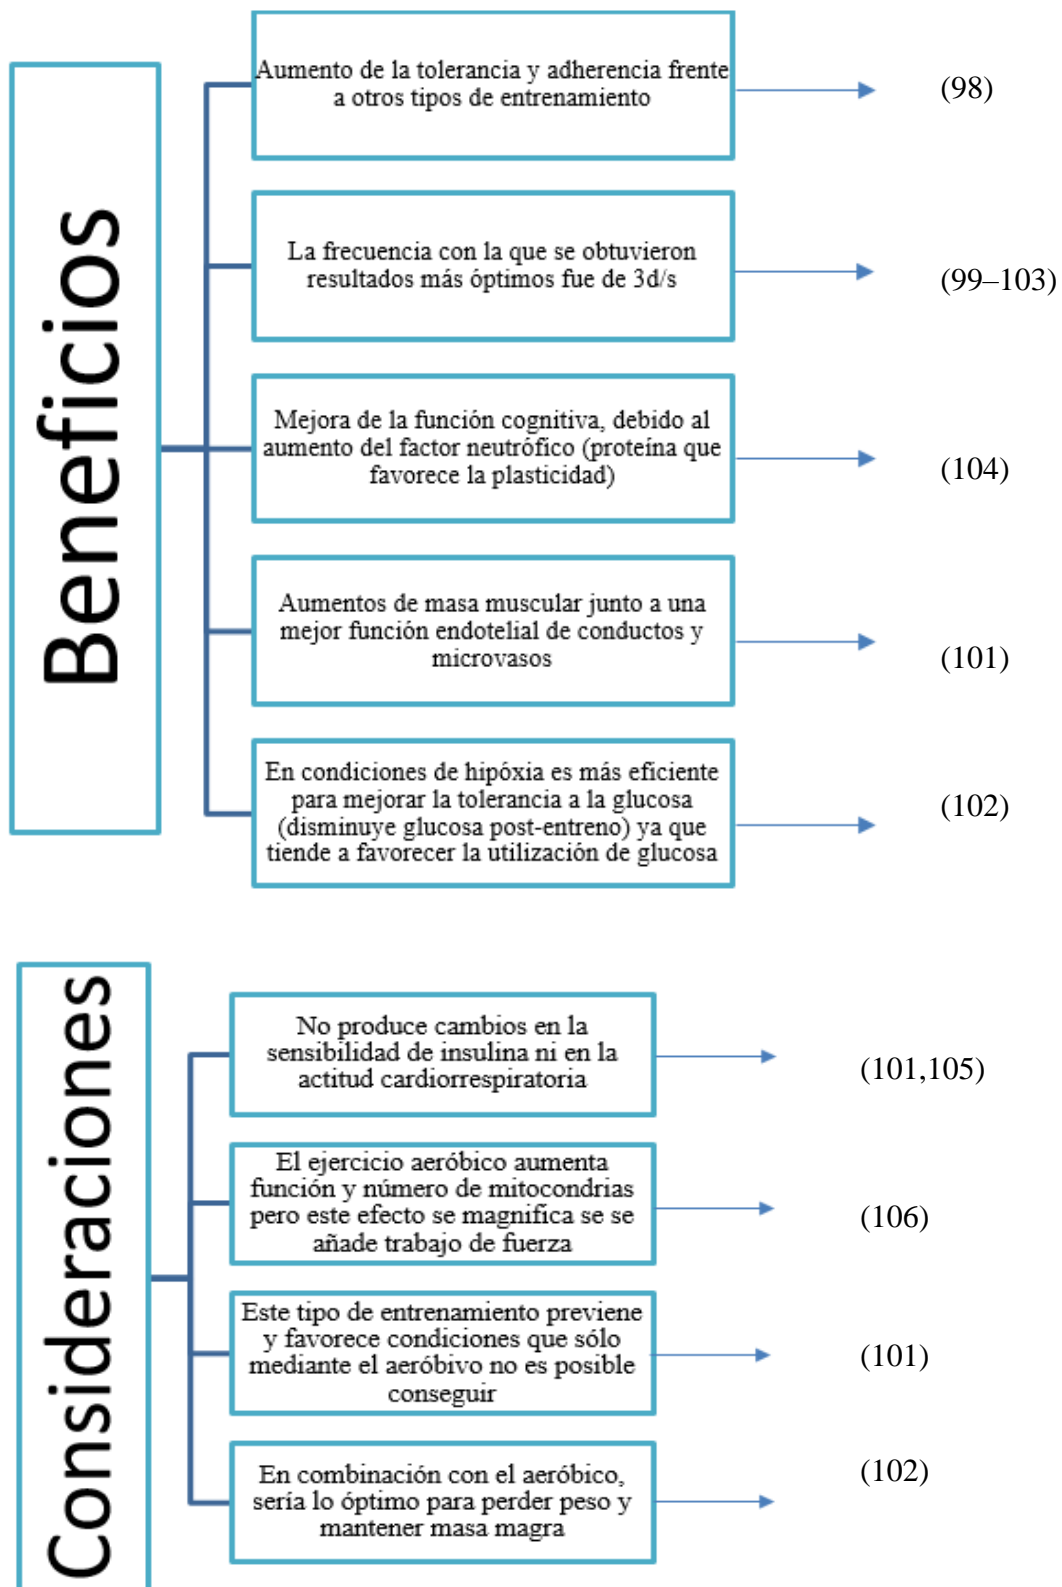 Beneficios
Aumento de la tolerancia y adherencia frente
a otros tipos de entrenamiento
(98)
La frecuencia con la que se obtuvieron
resultados más óptimos fue de 3d/s
(99–103)
Mejora de la función cognitiva, debido al
aumento del factor neutrófico (proteína que
favorece la plasticidad)
(104)
Aumentos de masa muscular junto a una
mejor función endotelial de conductos y
microvasos
(101)
En condiciones de hipóxia es más eficiente
para mejorar la tolerancia a la glucosa
(disminuye glucosa post-entreno) ya que
tiende a favorecer la utilización de glucosa
(102)
Consideraciones
No produce cambios en la
sensibilidad de insulina ni en la
actitud cardiorrespiratoria
(101,105)
El ejercicio aeróbico aumenta
función y número de mitocondrias
pero este efecto se magnifica se se
añade trabajo de fuerza
(106)
Este tipo de entrenamiento previene
y favorece condiciones que sólo
mediante el aeróbivo no es posible
conseguir
(101)
En combinación con el aeróbico,
sería lo óptimo para perder peso y
mantener masa magra
(102)